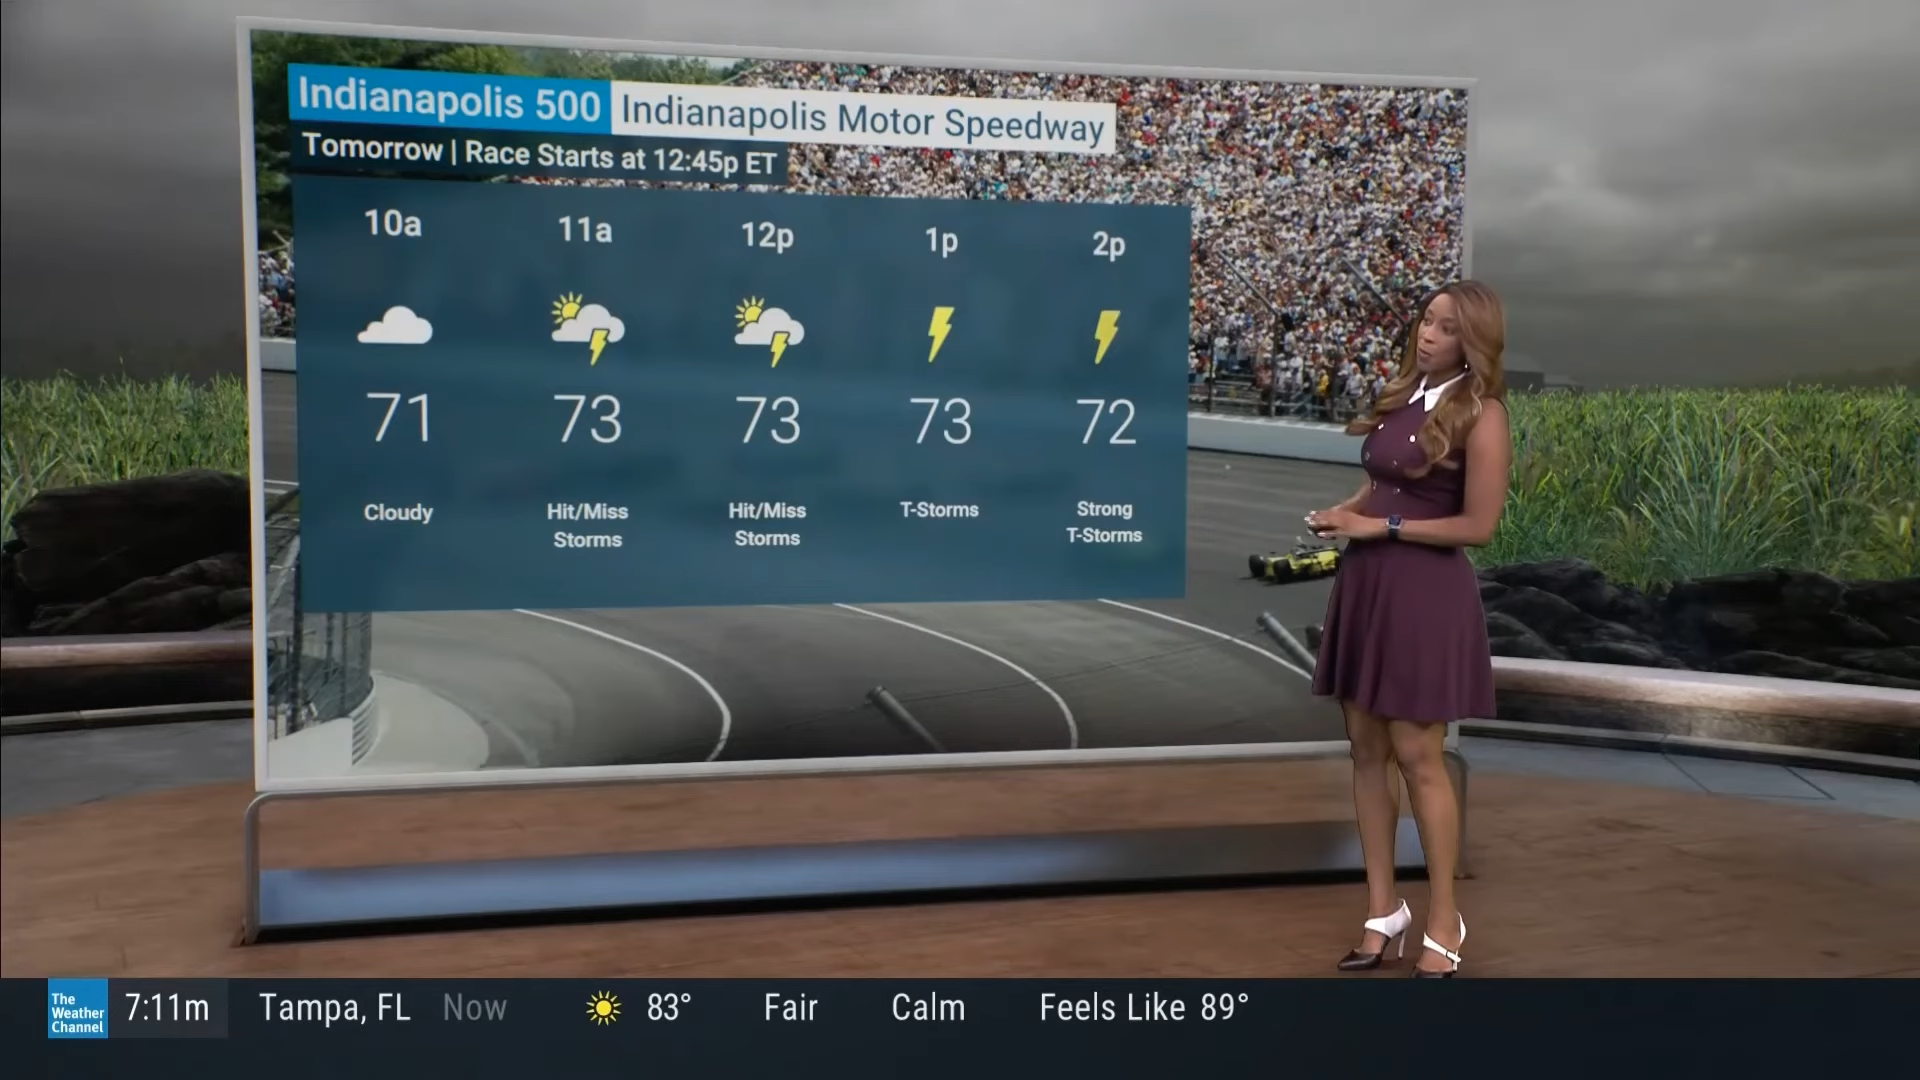 Indianapolis 500
Indianapolis Motor Speedway
Tomorrow | Race Starts at 12:45p ET
10a
11a
12p
1p
2p
71
73
73
73
72
Cloudy
Hit/Miss
Storms
Hit/Miss
Storms
T-Storms
Strong
T-Storms
The
Weather
Channel
7:11m
Tampa, FL
Now
83°
Fair
Calm
Feels Like 89°